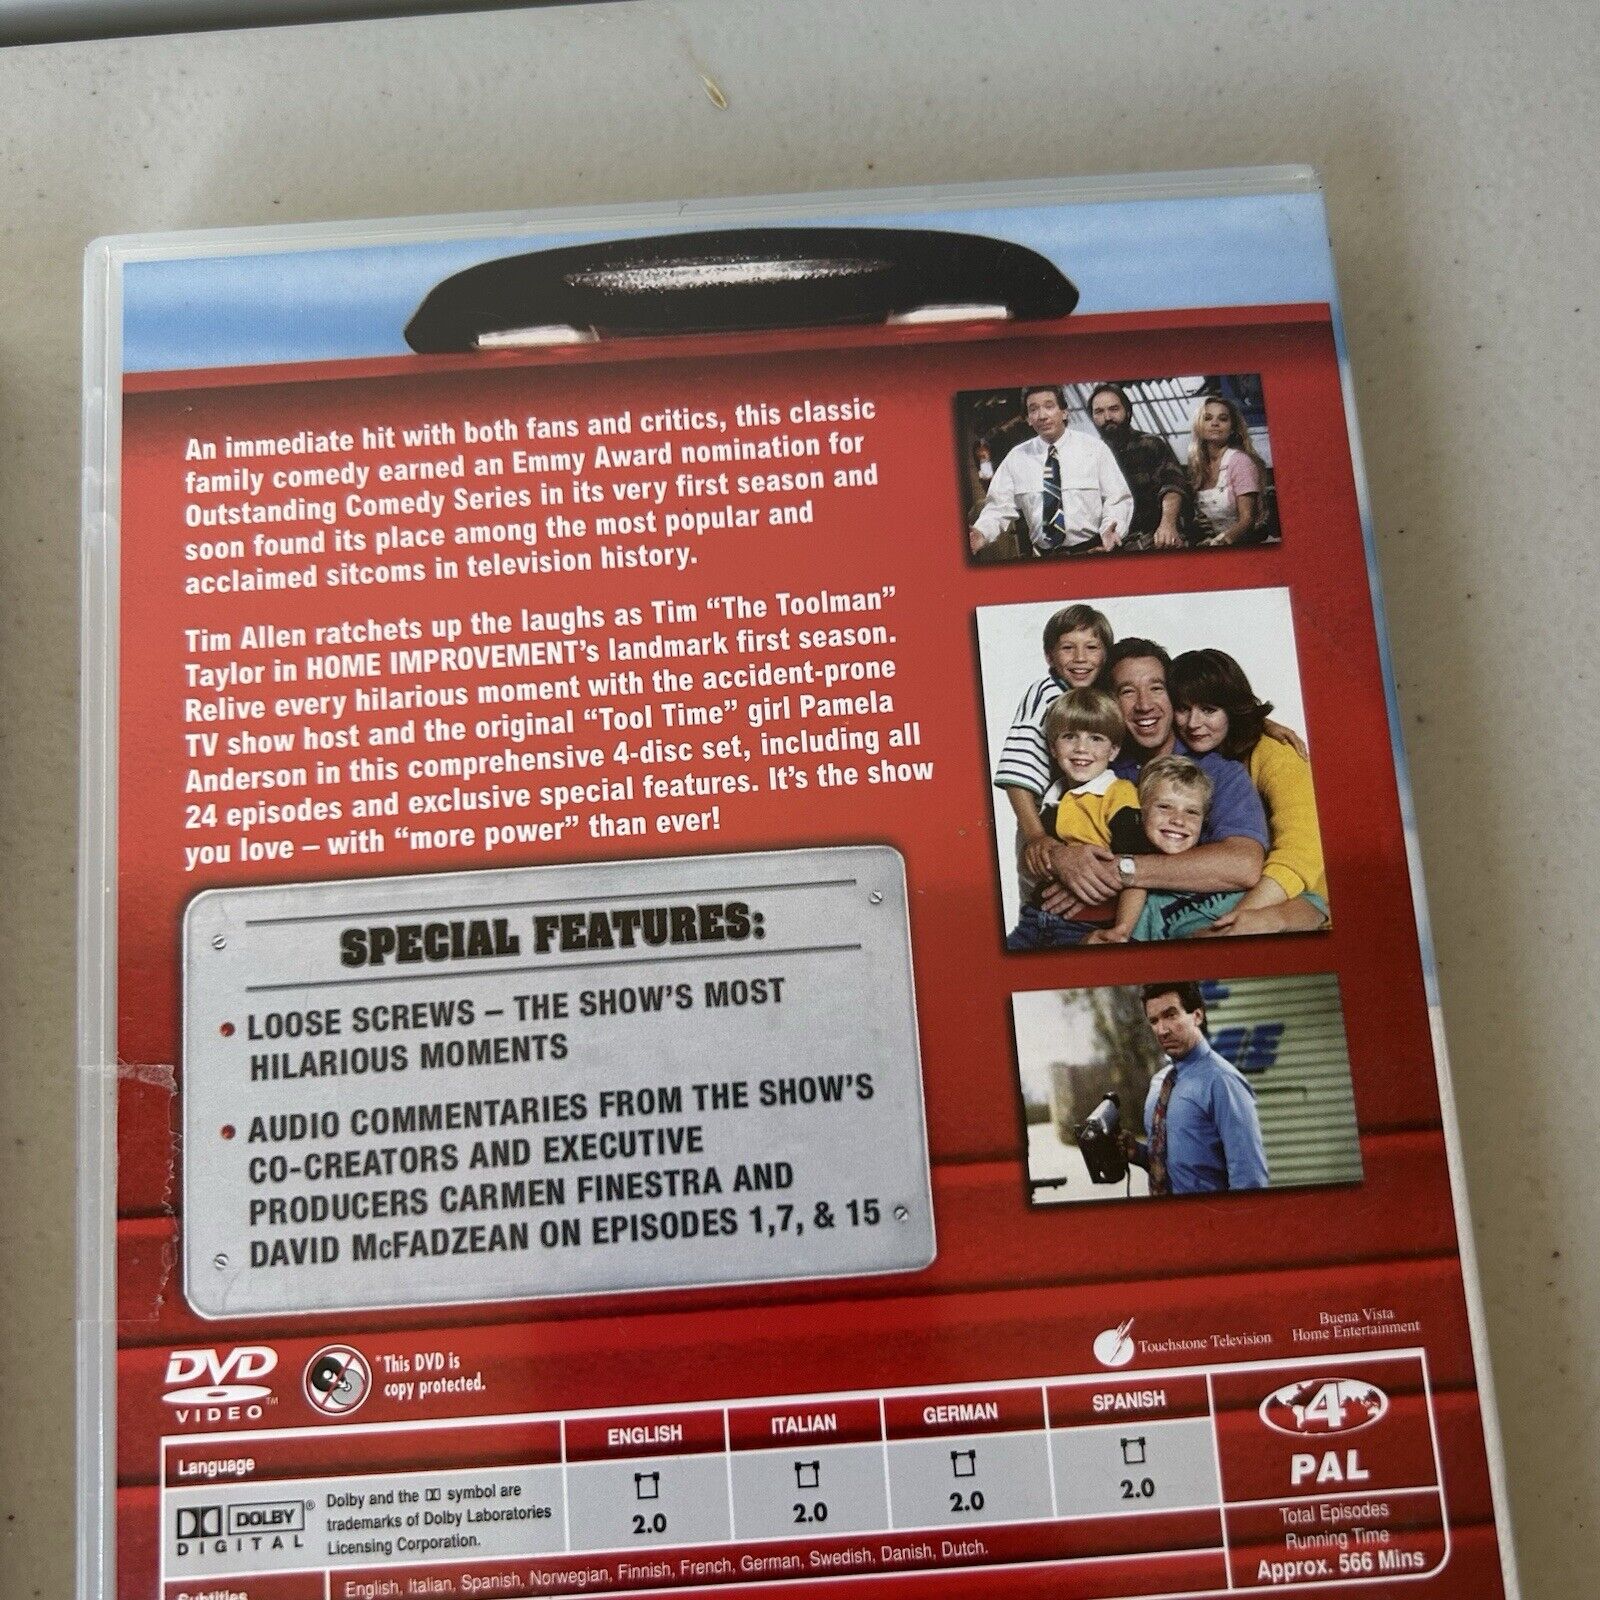 An immediate hit with both fans and critics, this classic
family comedy earned an Emmy Award nomination for
Outstanding Comedy Series in its very first season and
soon found its place among the most popular and
acclaimed sitcoms in television history.
Tim Allen ratchets up the laughs as Tim “The Toolman”
Taylor in HOME IMPROVEMENT’s landmark first season.
Relive every hilarious moment with the accident-prone
TV show host and the original “Tool Time” girl Pamela
Anderson in this comprehensive 4-disc set, including all
24 episodes and exclusive special features. It’s the show
you love – with “more power” than ever!
SPECIAL FEATURES:
• LOOSE SCREWS – THE SHOW’S MOST
HILARIOUS MOMENTS
• AUDIO COMMENTARIES FROM THE SHOW’S
CO-CREATORS AND EXECUTIVE
PRODUCERS CARMEN FINESTRA AND
DAVID McFADZEAN ON EPISODES 1,7, & 15
Touchstone Television
Buena Vista
Home Entertainment
DVD
VIDEO™
*This DVD is
copy protected.
Language
ENGLISH
ITALIAN
GERMAN
SPANISH
DOLBY®
DIGITAL
Dolby and the symbol are
trademarks of Dolby Laboratories
Licensing Corporation.
2.0
2.0
2.0
2.0
4
PAL
Total Episodes
Running Time
Approx. 566 Mins
Subtitles
English, Italian, Spanish, Norwegian, Finnish, French, German, Swedish, Danish, Dutch.